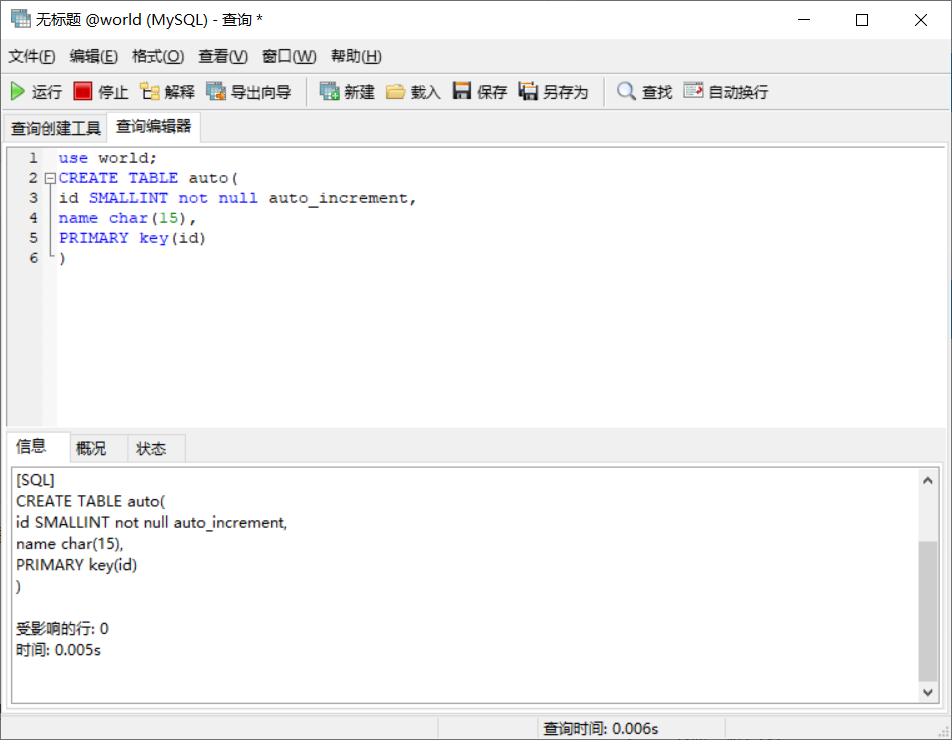 无标题 @world (MySQL) - 查询 *
文件(F) 编辑(E) 格式(O) 查看(V) 窗口(W) 帮助(H)
运行 停止 解释 导出向导 新建 载入 保存 另存为 查找 自动换行
查询创建工具 查询编辑器
1 use world;
2 CREATE TABLE auto(
3 id SMALLINT not null auto_increment,
4 name char(15),
5 PRIMARY key(id)
6 )
信息 概况 状态
[SQL]
CREATE TABLE auto(
id SMALLINT not null auto_increment,
name char(15),
PRIMARY key(id)
)
受影响的行: 0
时间: 0.005s
查询时间: 0.006s